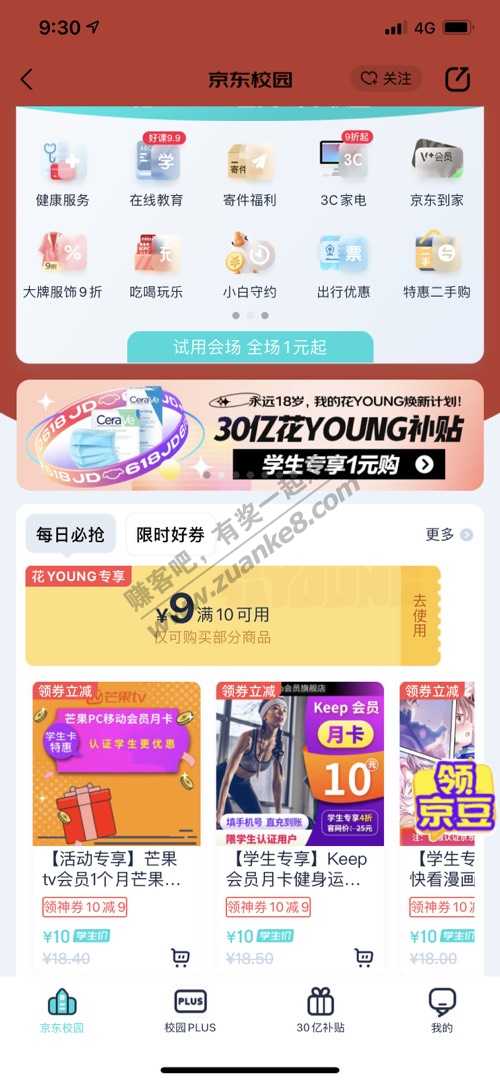 9:30
4G
京东校园
关注
好课9.9
9折起
健康服务
在线教育
寄件福利
3C家电
京东到家
大牌服饰9折
吃喝玩乐
小白守约
出行优惠
特惠二手购
试用会场 全场1元起
永远18岁，我的花YOUNG焕新计划！
30亿花YOUNG补贴
学生专享1元购
每日必抢
限时好券
更多
花YOUNG专享
¥9满10可用
仅可购买部分商品
去使用
赚客吧，有奖一起赚
www.zuanke8.com
领券立减
芒果tv
芒果PC移动会员月卡
学生卡特惠
认证学生更优惠
领券立减
Keep 会员
月卡
10元
学生专享4折
官网价:-25元
填手机号 直充到账
限学生认证用户
领券立减
领京豆
【活动专享】芒果
tv会员1个月芒果...
领神券10减9
¥10 学生价
¥18.40
【学生专享】Keep
会员月卡健身运...
领神券10减9
¥10 学生价
¥18.50
【学生专
快看漫画
领神券10减
¥10 学生
¥18.00
京东校园
校园PLUS
30亿补贴
我的